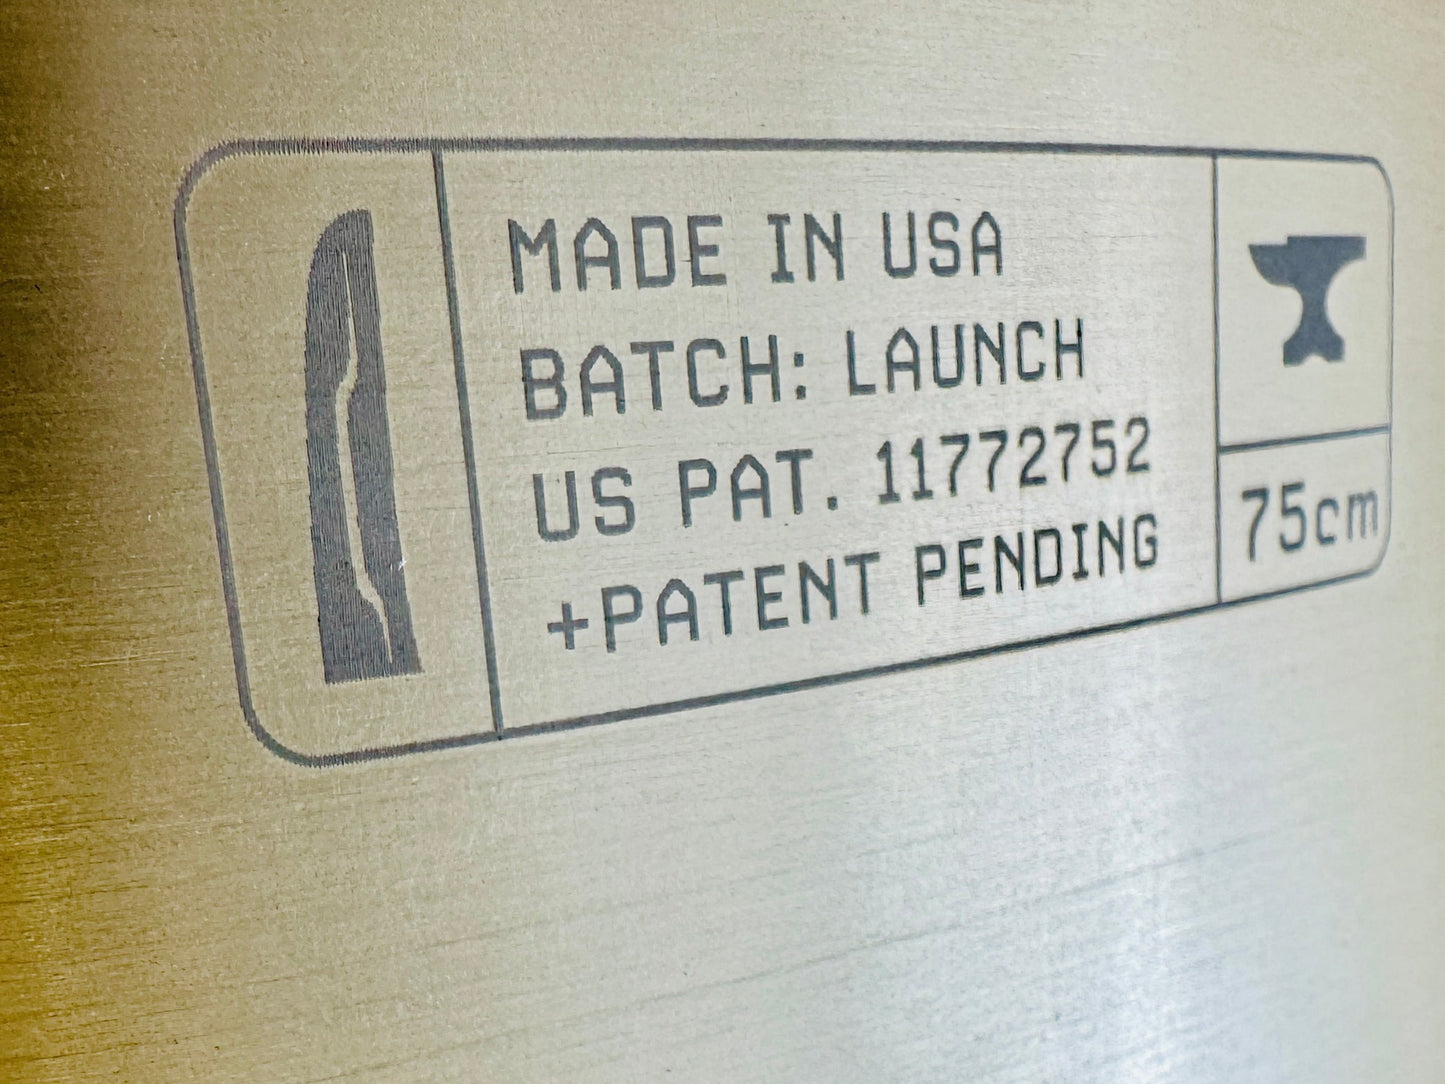 MADE IN USA
BATCH: LAUNCH
US PAT. 11772752
+PATENT PENDING
75cm